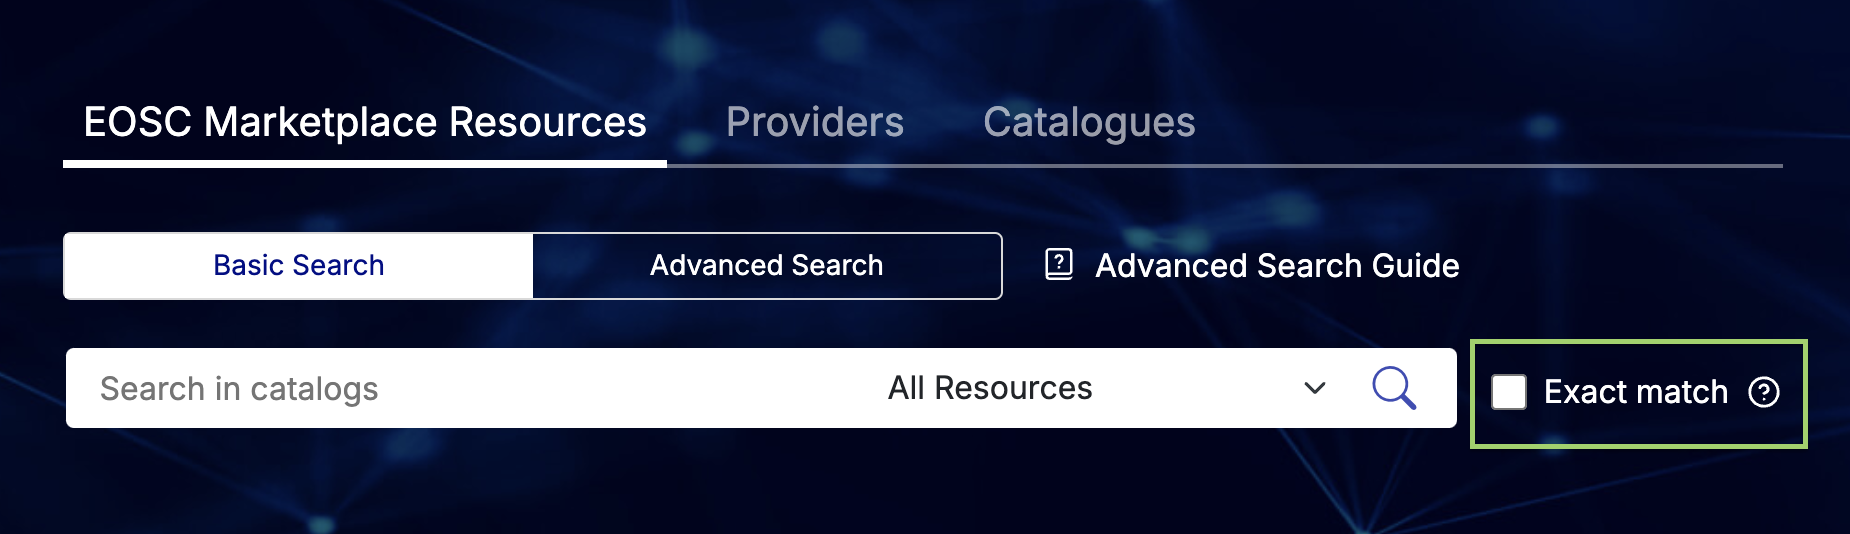 EOSC Marketplace Resources Providers Catalogues
Basic Search Advanced Search Advanced Search Guide
Search in catalogs All Resources Exact match